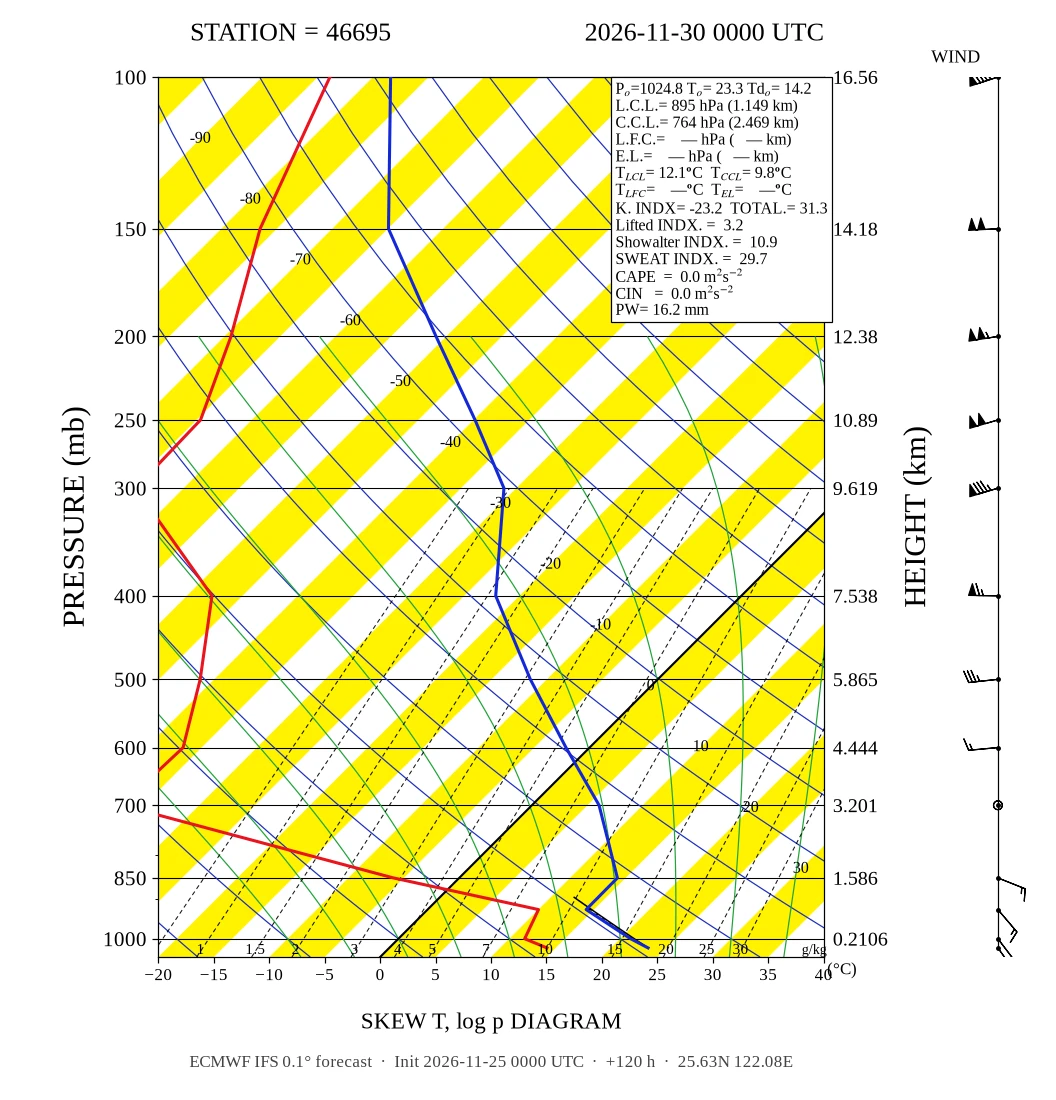 STATION = 46695 2026-11-30 0000 UTC
WIND
100 16.56
P₀=1024.8 T₀= 23.3 Td₀= 14.2
L.C.L.= 895 hPa (1.149 km)
C.C.L.= 764 hPa (2.469 km)
L.F.C.= — hPa ( — km)
E.L.= — hPa ( — km)
T_LCL= 12.1°C T_CCL= 9.8°C
T_LFC= —°C T_EL= —°C
K. INDX= -23.2 TOTAL.= 31.3
Lifted INDX. = 3.2
Showalter INDX. = 10.9
SWEAT INDX. = 29.7
CAPE = 0.0 m²s⁻²
CIN = 0.0 m²s⁻²
PW= 16.2 mm
-90
-80
150 14.18
-70
-60
200 12.38
-50
250 10.89
-40
300 9.619
-30
PRESSURE (mb)
HEIGHT (km)
-20
400 7.538
-10
500 5.865
0
10
600 4.444
20
700 3.201
30
850 1.586
1000 0.2106
1 1.5 2 3 4 5 7 10 15 20 25 30 g/kg
−20 −15 −10 −5 0 5 10 15 20 25 30 35 40 (°C)
SKEW T, log p DIAGRAM
ECMWF IFS 0.1° forecast · Init 2026-11-25 0000 UTC · +120 h · 25.63N 122.08E